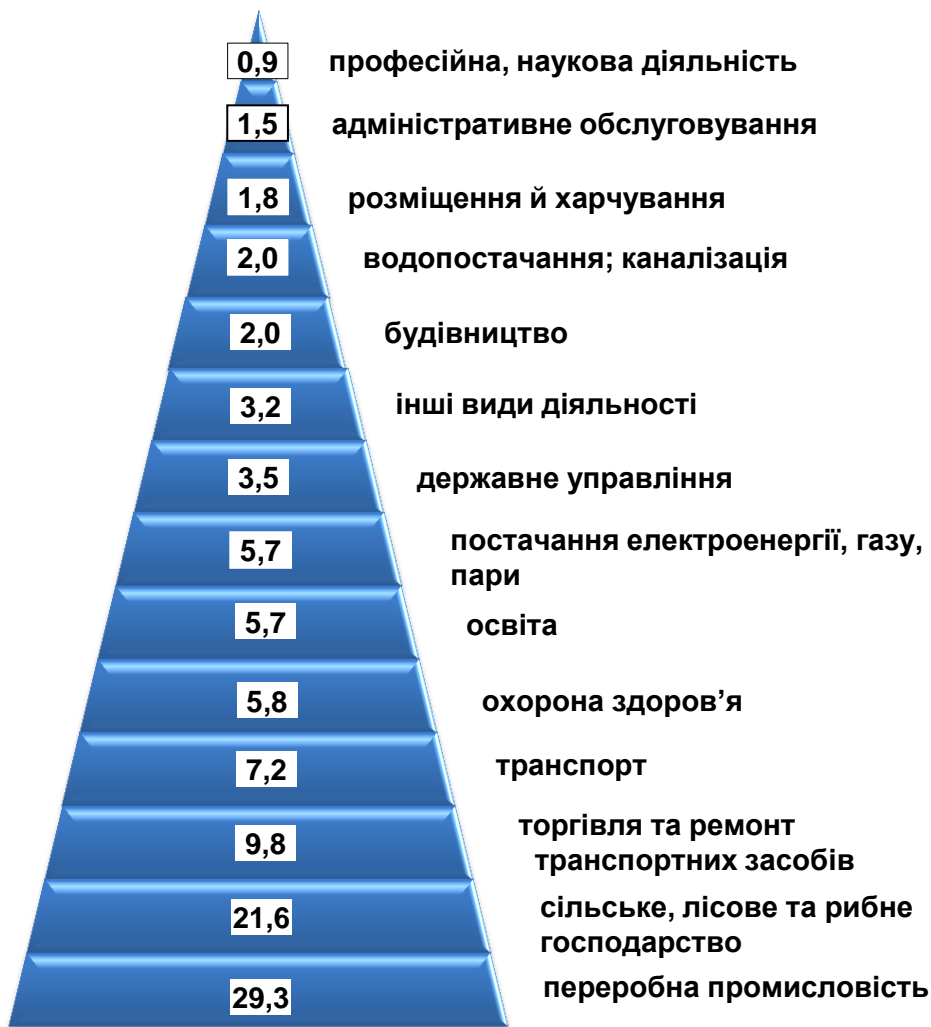 0,9 професійна, наукова діяльність
1,5 адміністративне обслуговування
1,8 розміщення й харчування
2,0 водопостачання; каналізація
2,0 будівництво
3,2 інші види діяльності
3,5 державне управління
5,7 постачання електроенергії, газу,
пари
5,7 освіта
5,8 охорона здоров’я
7,2 транспорт
9,8 торгівля та ремонт
транспортних засобів
21,6 сільське, лісове та рибне
господарство
29,3 переробна промисловість